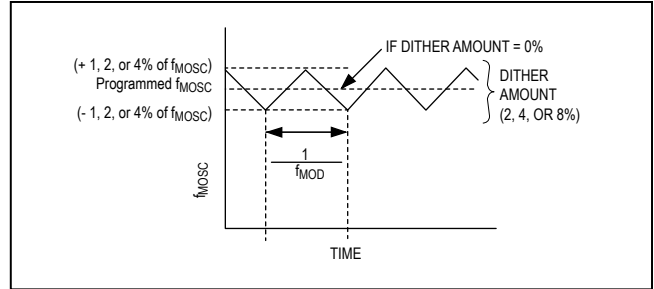 (+ 1, 2, or 4% of fMOSC)
Programmed fMOSC
(- 1, 2, or 4% of fMOSC)
IF DITHER AMOUNT = 0%
DITHER
AMOUNT
(2, 4, OR 8%)
1
fMOD
fMOSC
TIME